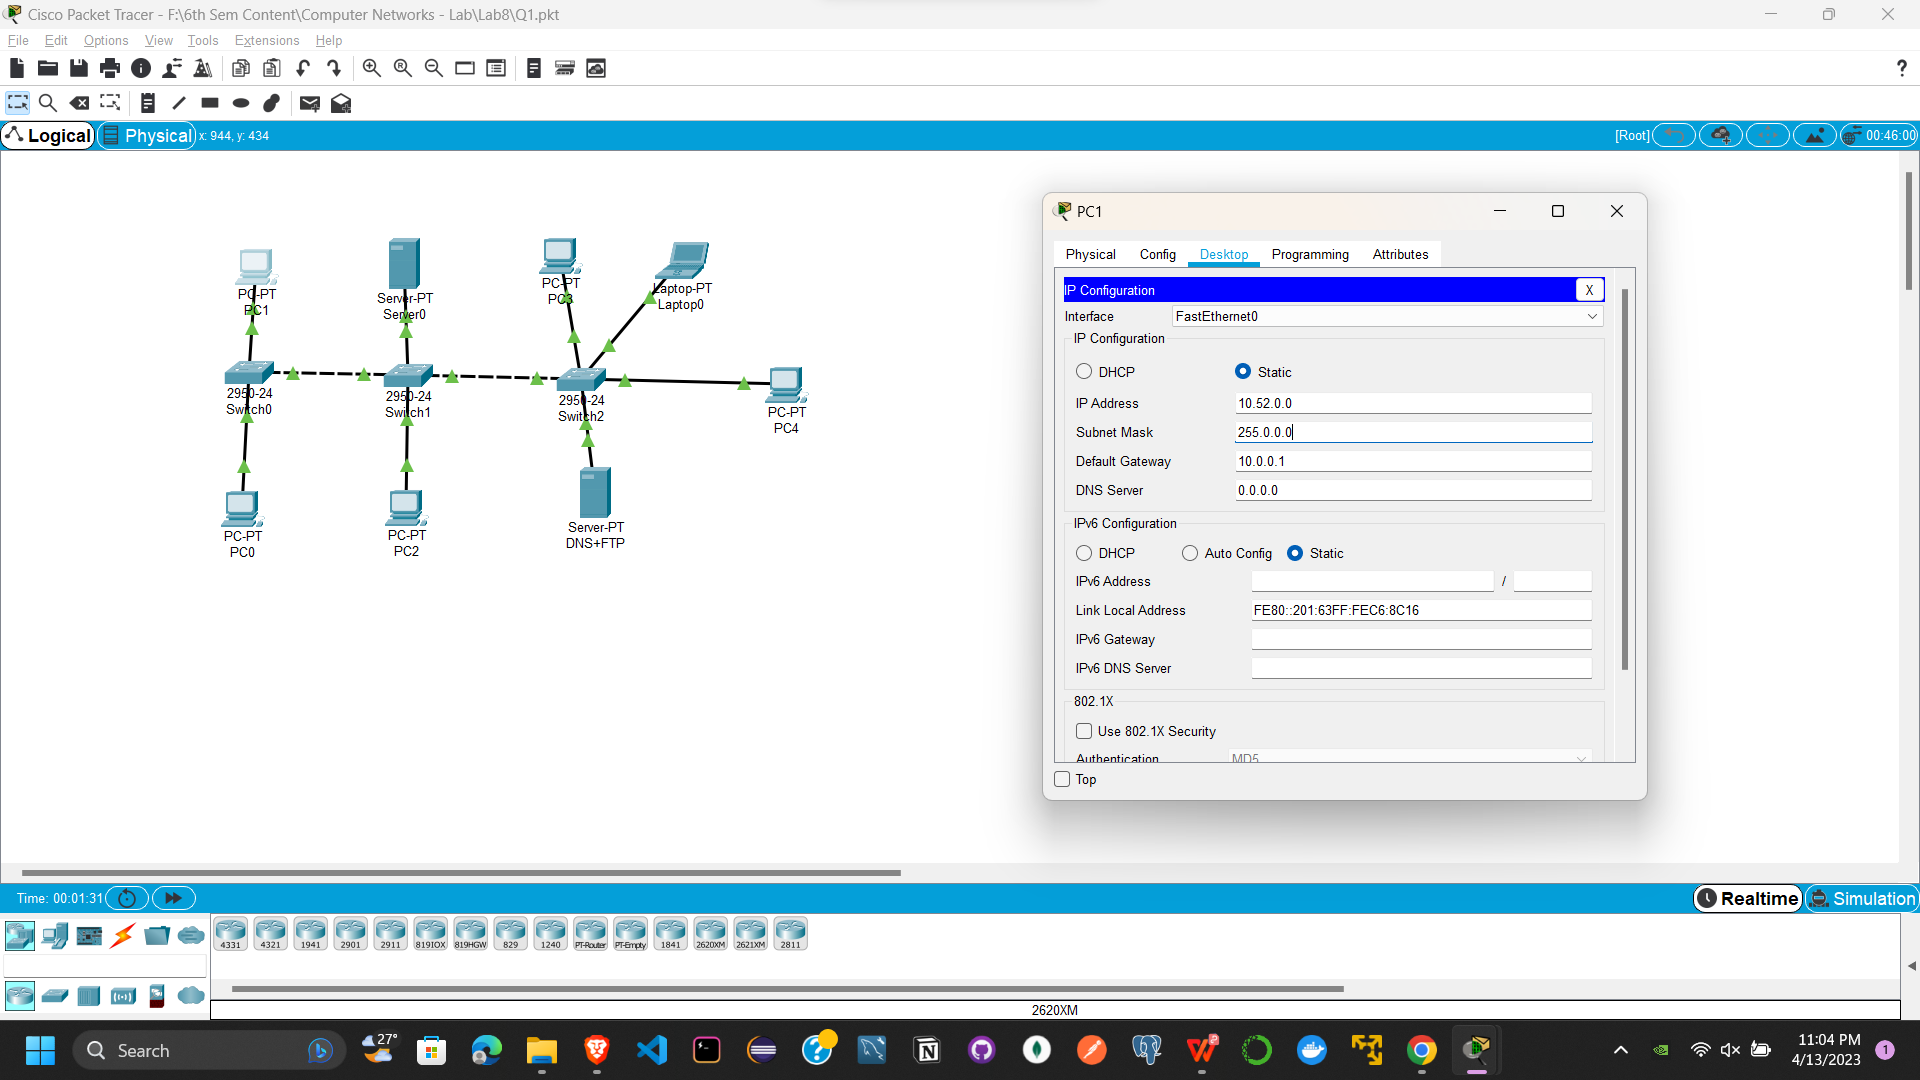 Cisco Packet Tracer - F:\6th Sem Content\Computer Networks - Lab\Lab8\Q1.pkt
File Edit Options View Tools Extensions Help
?
Logical Physical x: 944, y: 434 [Root] 00:46:00
PC-PT
PC1
Server-PT
Server0
PC-PT
PC3
Laptop-PT
Laptop0
2950-24
Switch0
2950-24
Switch1
2950-24
Switch2
PC-PT
PC4
PC-PT
PC0
PC-PT
PC2
Server-PT
DNS+FTP
PC1
Physical Config Desktop Programming Attributes
IP Configuration X
Interface FastEthernet0
IP Configuration
DHCP Static
IP Address 10.52.0.0
Subnet Mask 255.0.0.0
Default Gateway 10.0.0.1
DNS Server 0.0.0.0
IPv6 Configuration
DHCP Auto Config Static
IPv6 Address /
Link Local Address FE80::201:63FF:FEC6:8C16
IPv6 Gateway
IPv6 DNS Server
802.1X
Use 802.1X Security
Authentication MD5
Top
Time: 00:01:31 Realtime Simulation
4331 4321 1941 2901 2911 819IOX 819HGW 829 1240 PT-Router PT-Empty 1841 2620XM 2621XM 2811
2620XM
Search 27° 11:04 PM
4/13/2023 1